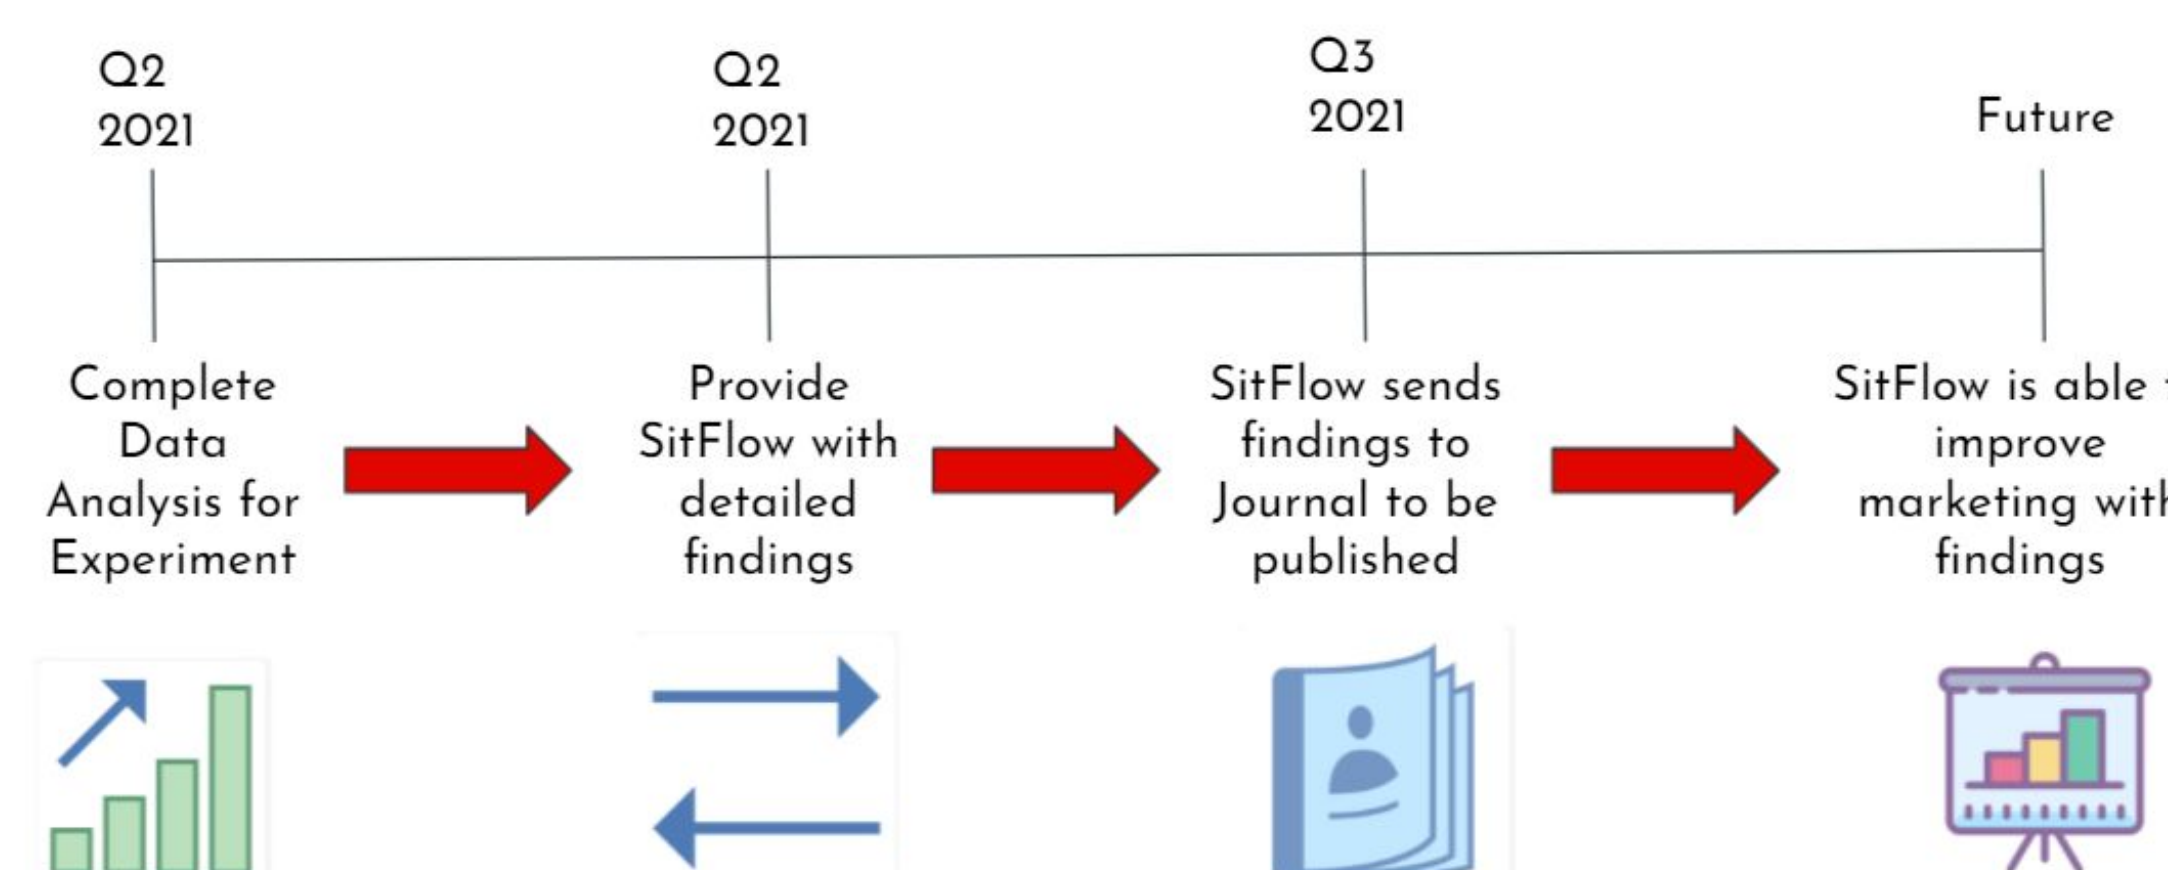 Q2
2021
Q2
2021
Q3
2021
Future
Complete
Data
Analysis for
Experiment
Provide
SitFlow with
detailed
findings
SitFlow sends
findings to
Journal to be
published
SitFlow is able
improve
marketing with
findings